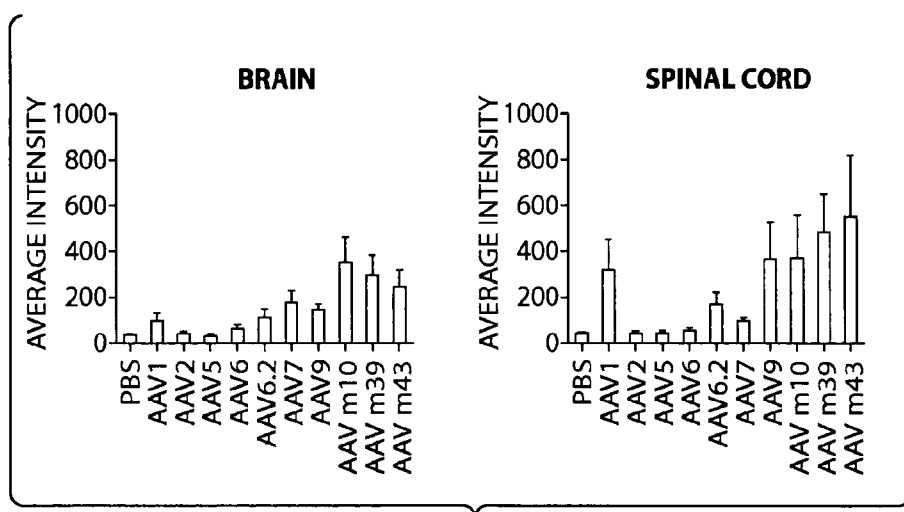 BRAIN
AVERAGE INTENSITY
1000
800
600
400
200
0
PBS
AAV1
AAV2
AAV5
AAV6
AAV6.2
AAV7
AAV9
AAV m10
AAV m39
AAV m43
SPINAL CORD
AVERAGE INTENSITY
1000
800
600
400
200
0
PBS
AAV1
AAV2
AAV5
AAV6
AAV6.2
AAV7
AAV9
AAV m10
AAV m39
AAV m43